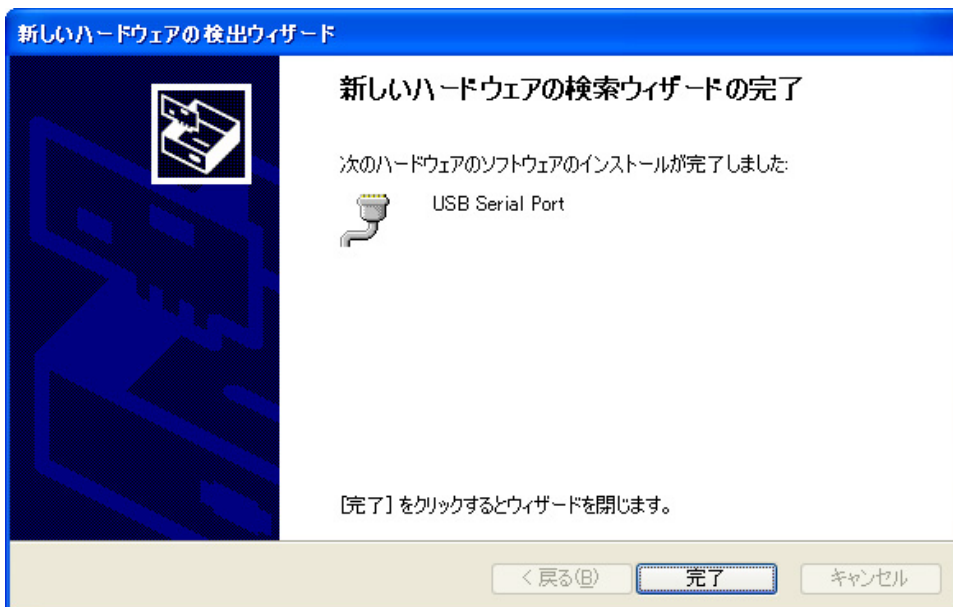 新しいハードウェアの検出ウィザード
新しいハードウェアの検索ウィザードの完了
次のハードウェアのソフトウェアのインストールが完了しました:
USB Serial Port
[完了] をクリックするとウィザードを閉じます。
< 戻る(B)
完了
キャンセル